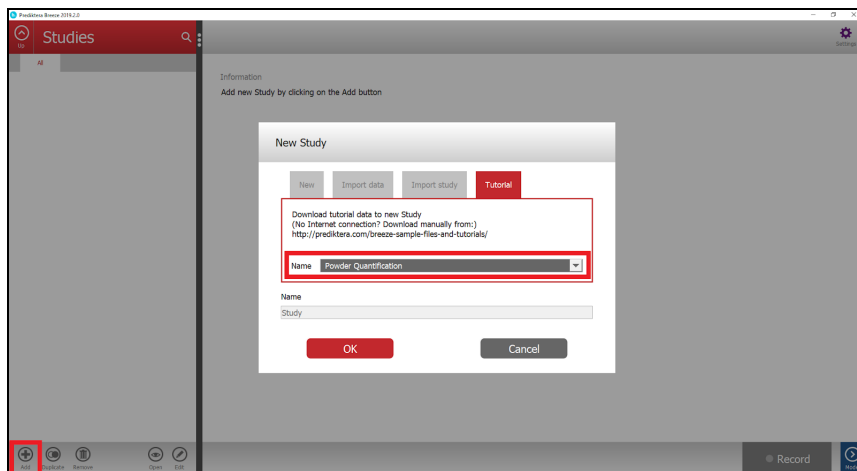 Prediktera Breeze 2019.2.0
Up
Studies
Settings
All
Information
Add new Study by clicking on the Add button
New Study
New
Import data
Import study
Tutorial
Download tutorial data to new Study
(No Internet connection? Download manually from:)
http://prediktera.com/breeze-sample-files-and-tutorials/
Name
Powder Quantification
Name
Study
OK
Cancel
Add
Duplicate
Remove
Open
Edit
Record